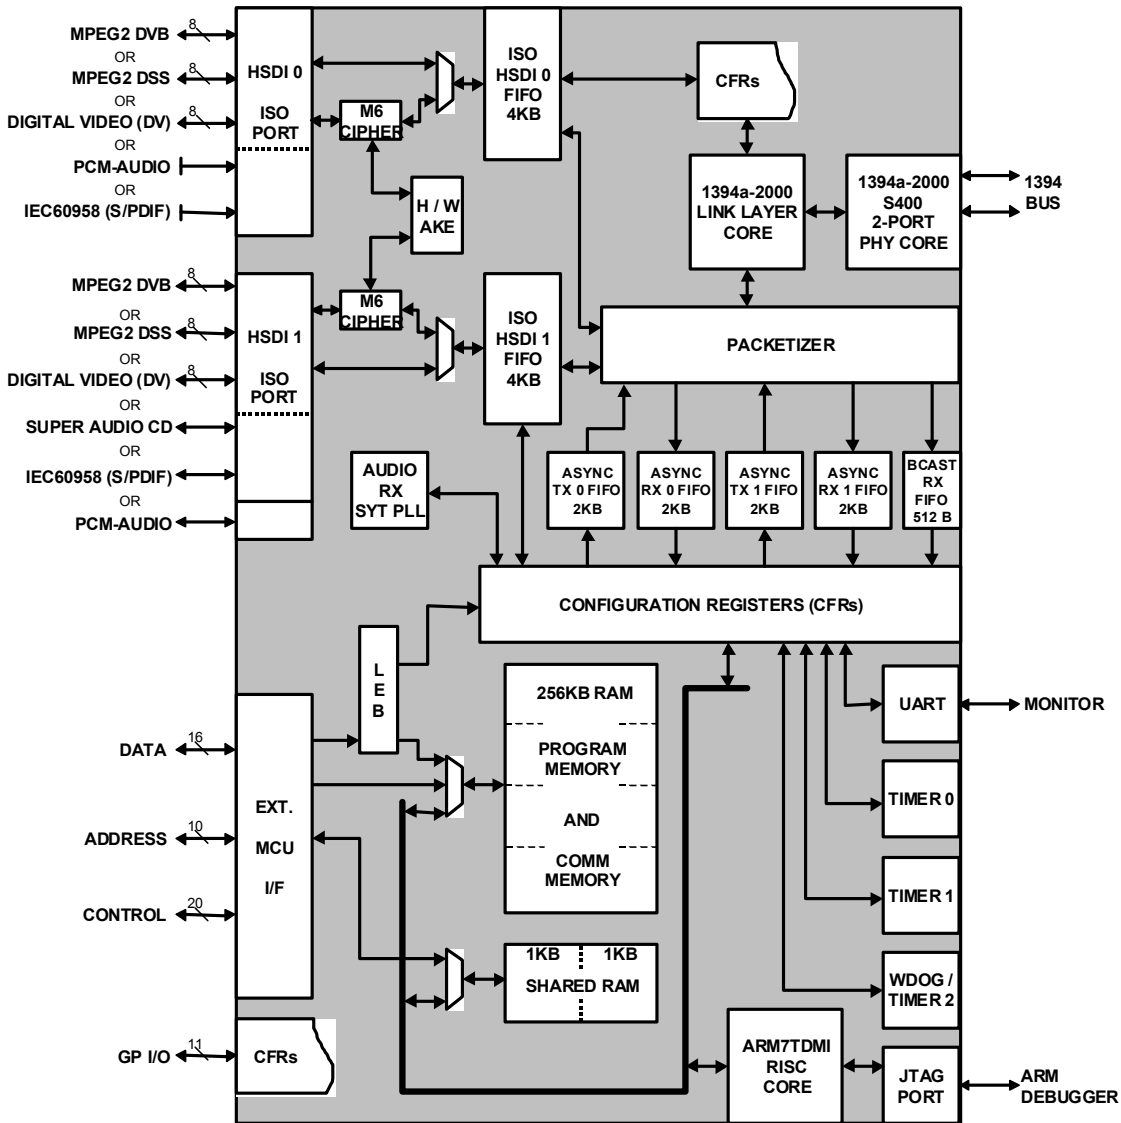 MPEG2 DVB
8
OR
MPEG2 DSS
8
OR
DIGITAL VIDEO (DV)
8
OR
PCM-AUDIO
OR
IEC60958 (S/PDIF)
HSDI 0
ISO
PORT
M6
CIPHER
H / W
AKE
ISO
HSDI 0
FIFO
4KB
CFRs
1394a-2000
LINK LAYER
CORE
1394a-2000
S400
2-PORT
PHY CORE
1394
BUS
MPEG2 DVB
8
OR
MPEG2 DSS
8
OR
DIGITAL VIDEO (DV)
8
OR
SUPER AUDIO CD
OR
IEC60958 (S/PDIF)
OR
PCM-AUDIO
HSDI 1
ISO
PORT
M6
CIPHER
ISO
HSDI 1
FIFO
4KB
PACKETIZER
AUDIO
RX
SYT PLL
ASYNC
TX 0 FIFO
2KB
ASYNC
RX 0 FIFO
2KB
ASYNC
TX 1 FIFO
2KB
ASYNC
RX 1 FIFO
2KB
BCAST
RX
FIFO
512 B
CONFIGURATION REGISTERS (CFRs)
L
E
B
256KB RAM
PROGRAM
MEMORY
AND
COMM
MEMORY
UART
MONITOR
DATA
16
ADDRESS
10
CONTROL
20
EXT.
MCU
I/F
TIMER 0
TIMER 1
1KB
1KB
SHARED RAM
WDOG /
TIMER 2
GP I/O
11
CFRs
ARM7TDMI
RISC
CORE
JTAG
PORT
ARM
DEBUGGER